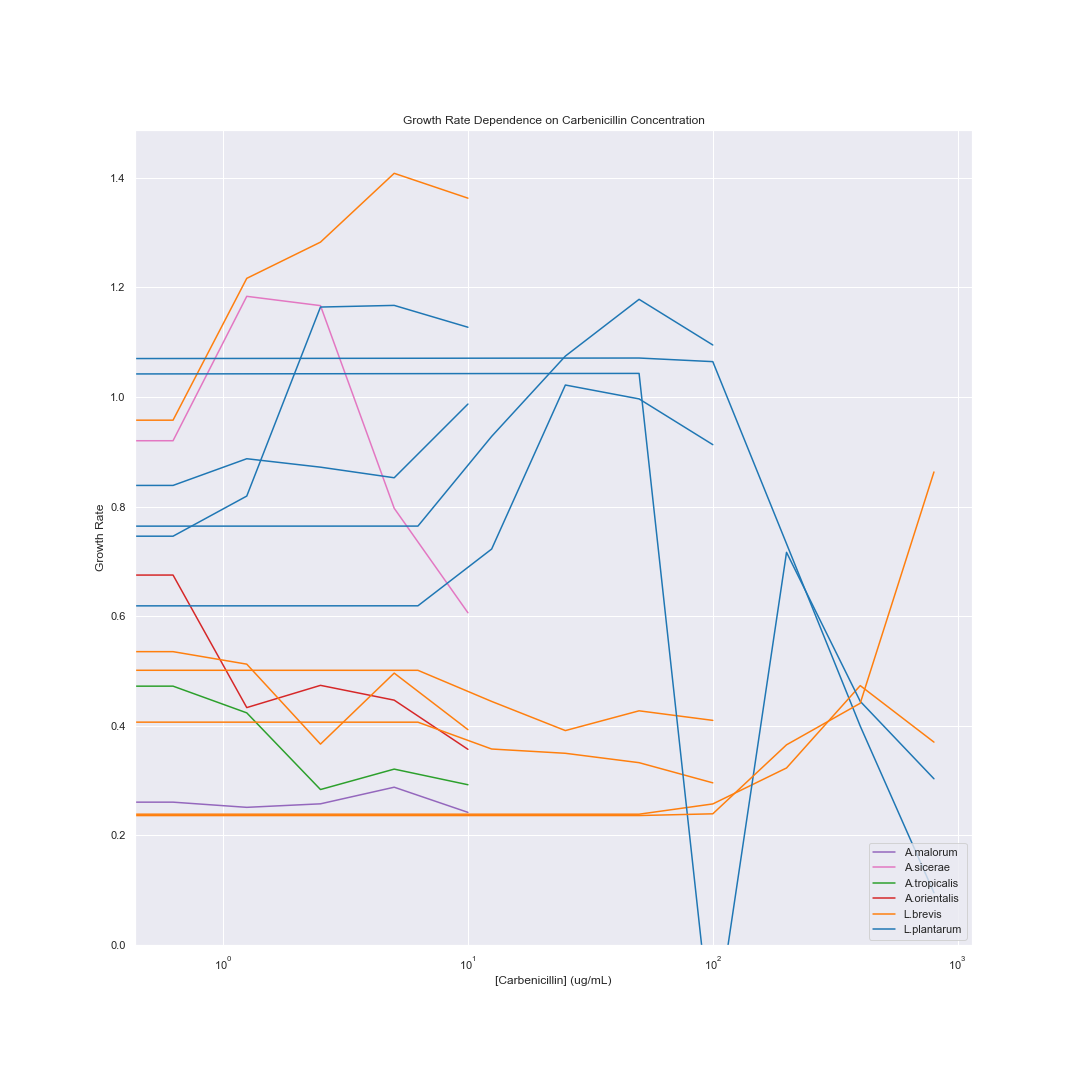 Growth Rate Dependence on Carbenicillin Concentration
Growth Rate
1.4
1.2
1.0
0.8
0.6
0.4
0.2
0.0
10⁰ 10¹ 10² 10³
[Carbenicillin] (ug/mL)
A.malorum
A.sicerae
A.tropicalis
A.orientalis
L.brevis
L.plantarum